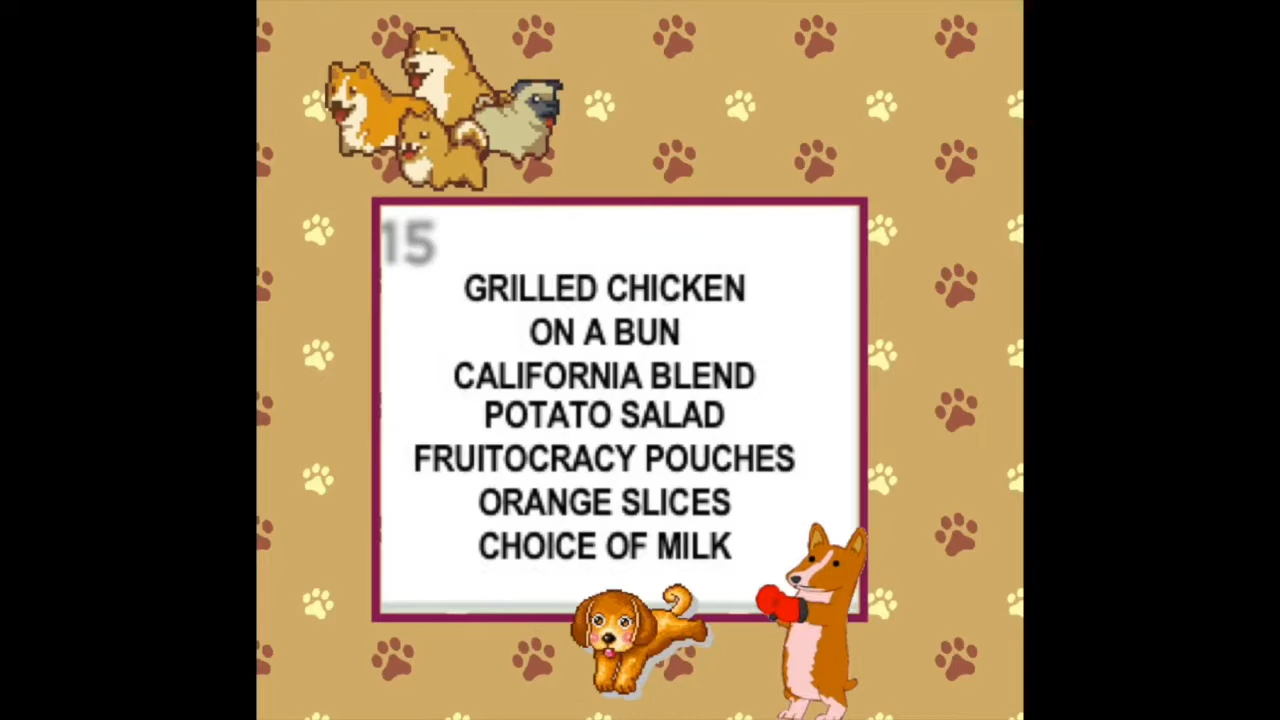 15
GRILLED CHICKEN
ON A BUN
CALIFORNIA BLEND
POTATO SALAD
FRUITOCRACY POUCHES
ORANGE SLICES
CHOICE OF MILK